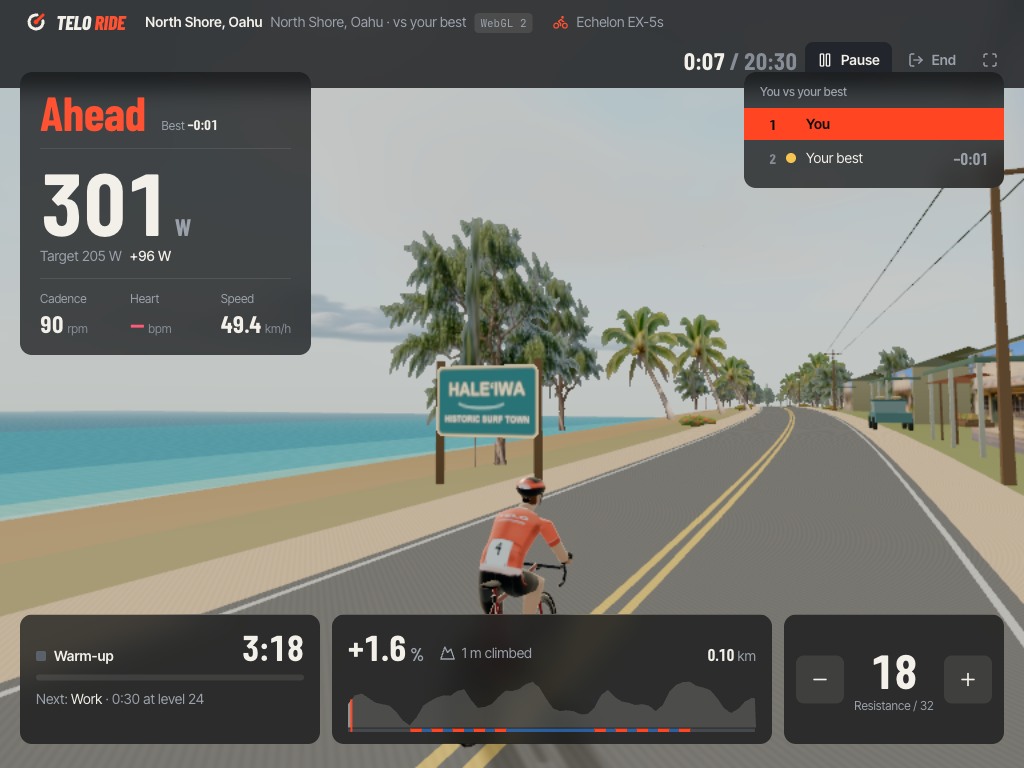 TELO RIDE North Shore, Oahu North Shore, Oahu · vs your best WebGL 2 Echelon EX-5s
0:07 / 20:30 Pause End
Ahead Best −0:01
301 W
Target 205 W +96 W
Cadence Heart Speed
90 rpm – bpm 49.4 km/h
You vs your best
1 You
2 Your best −0:01
HALEʻIWA
HISTORIC SURF TOWN
4
Warm-up 3:18
Next: Work · 0:30 at level 24
+1.6 % 1 m climbed 0.10 km
− 18 +
Resistance / 32